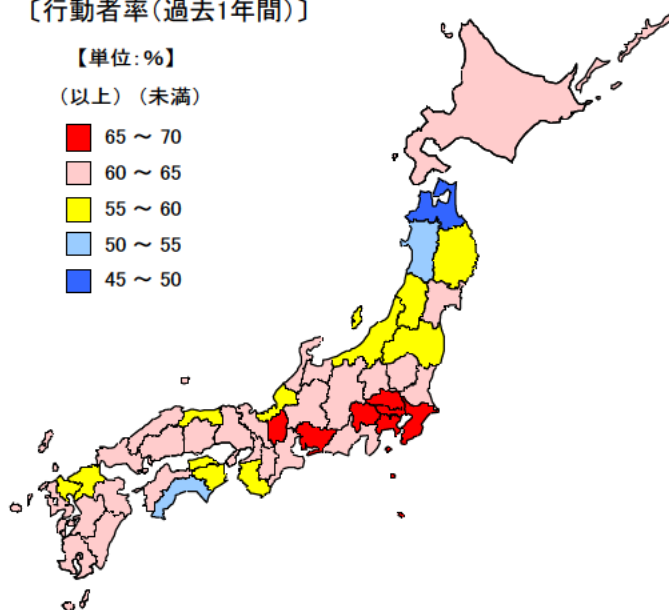 〔行動者率(過去1年間)〕
【単位:%】
(以上) (未満)
65 ~ 70
60 ~ 65
55 ~ 60
50 ~ 55
45 ~ 50